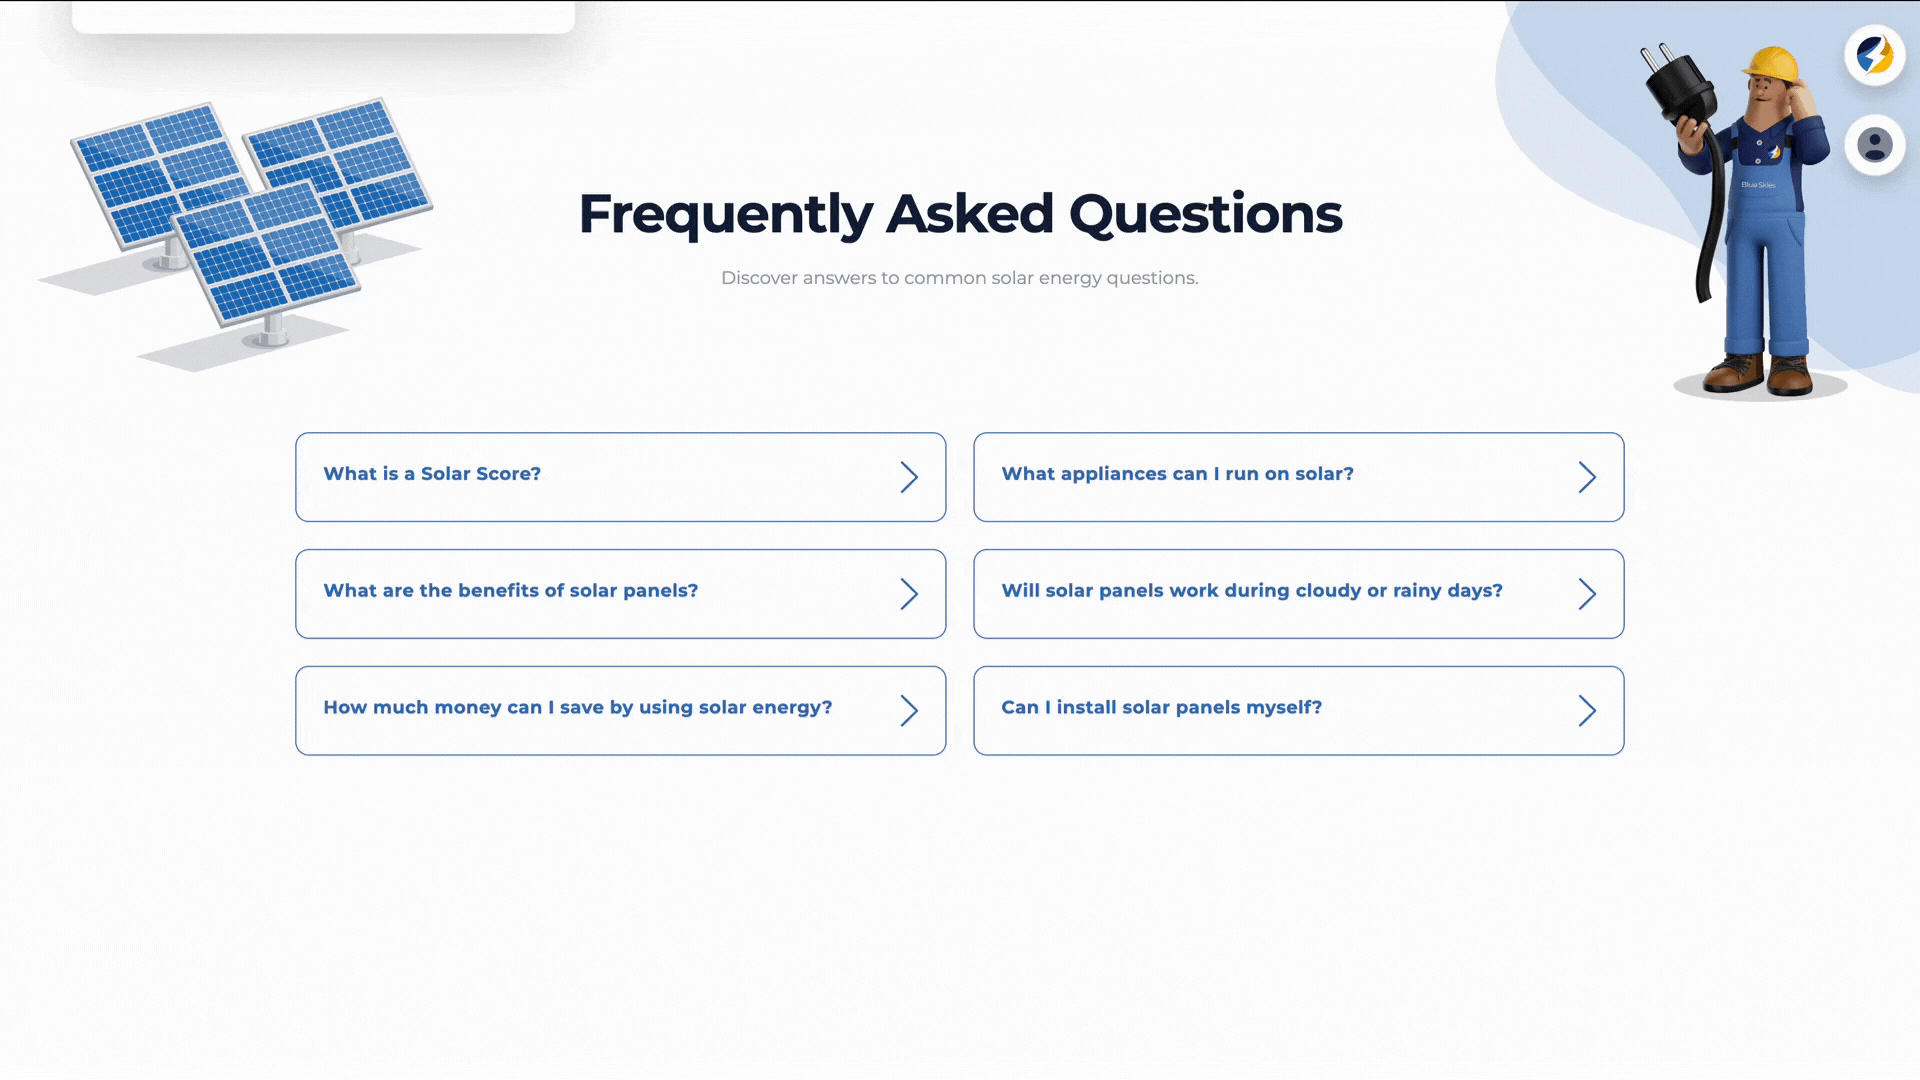 Blue Skies
Frequently Asked Questions
Discover answers to common solar energy questions.
What is a Solar Score?
What appliances can I run on solar?
What are the benefits of solar panels?
Will solar panels work during cloudy or rainy days?
How much money can I save by using solar energy?
Can I install solar panels myself?